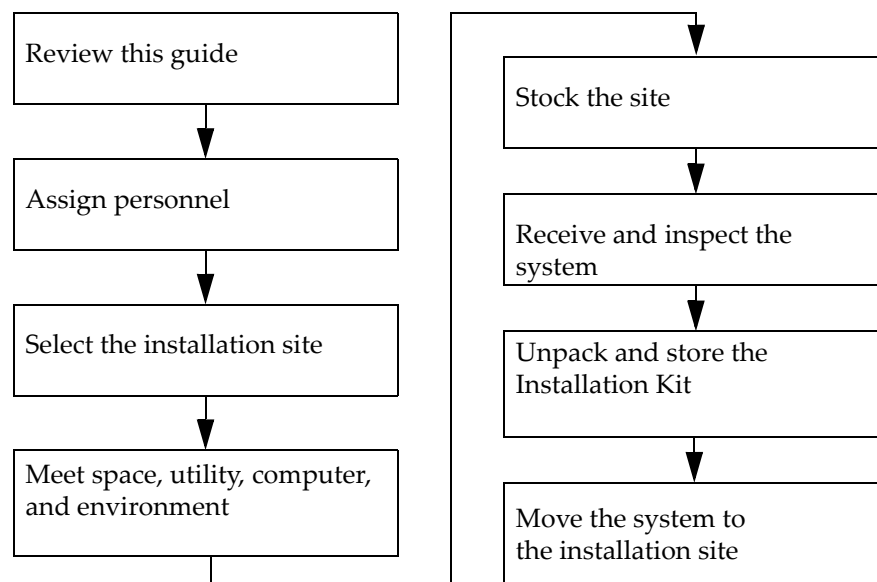 Review this guide
Assign personnel
Select the installation site
Meet space, utility, computer,
and environment
Stock the site
Receive and inspect the
system
Unpack and store the
Installation Kit
Move the system to
the installation site